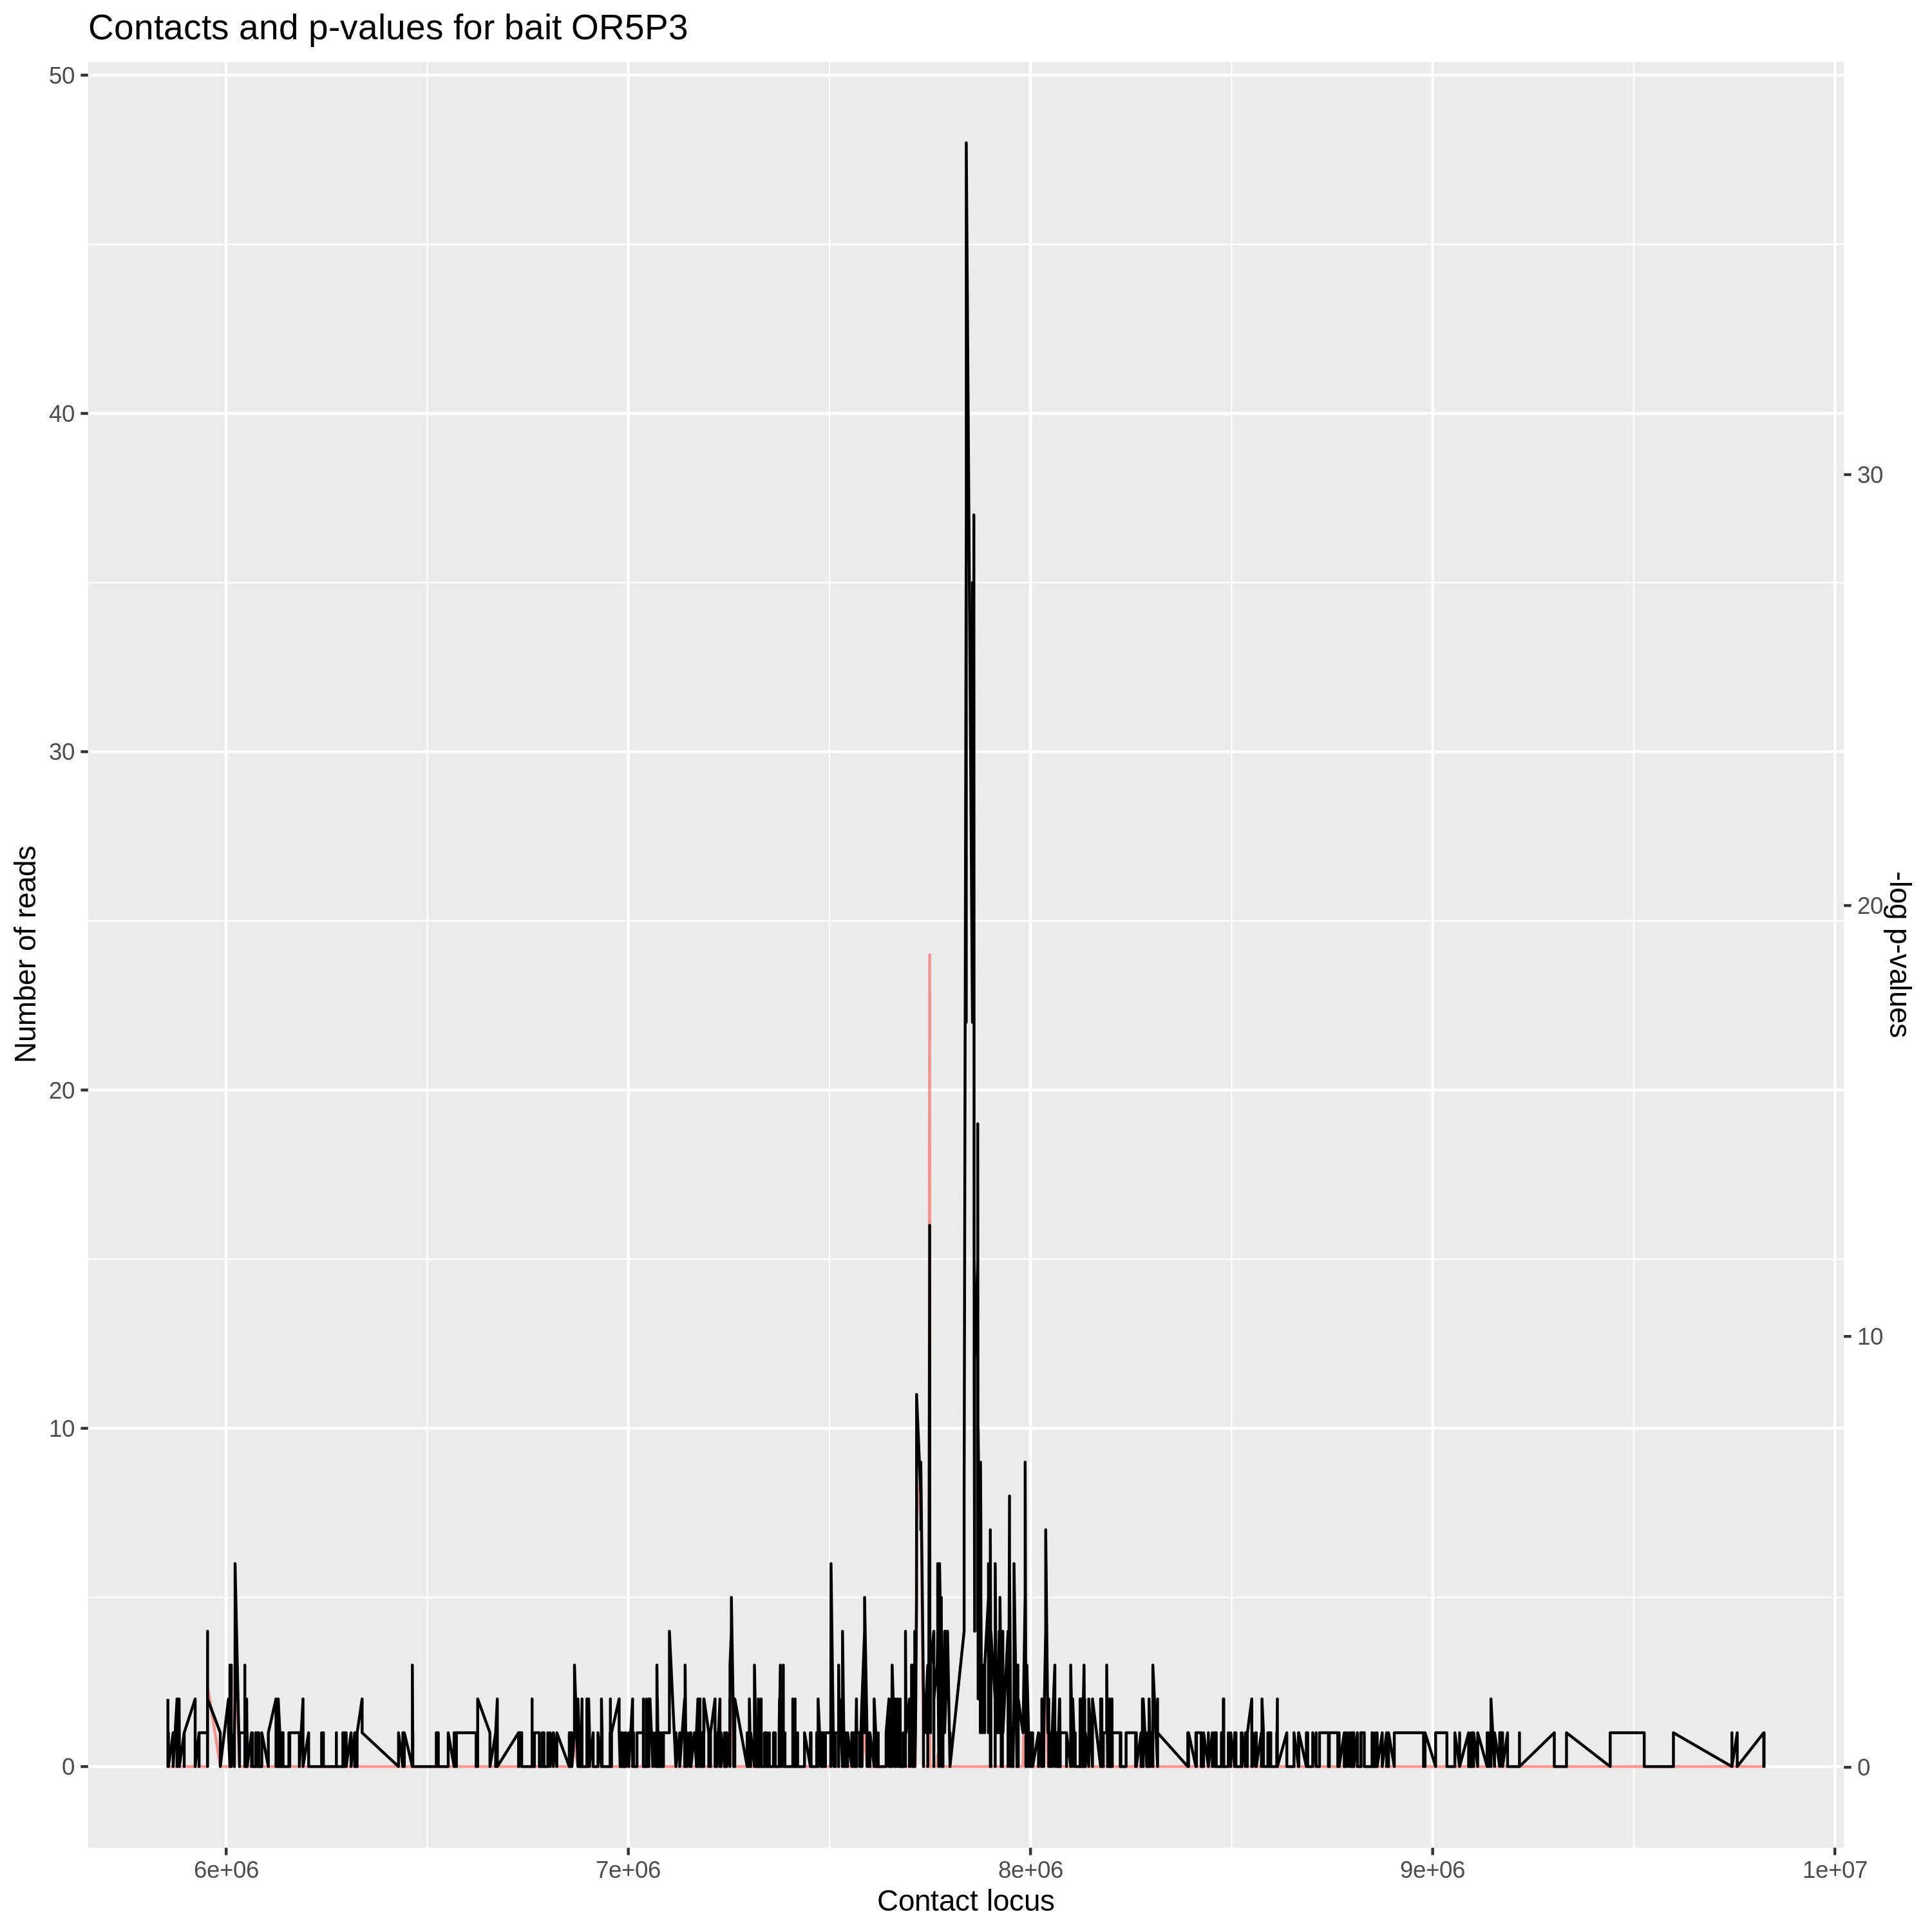 Contacts and p-values for bait OR5P3
50
40
30
20
10
0
Number of reads
30
20
10
0
-log p-values
6e+06
7e+06
8e+06
9e+06
1e+07
Contact locus